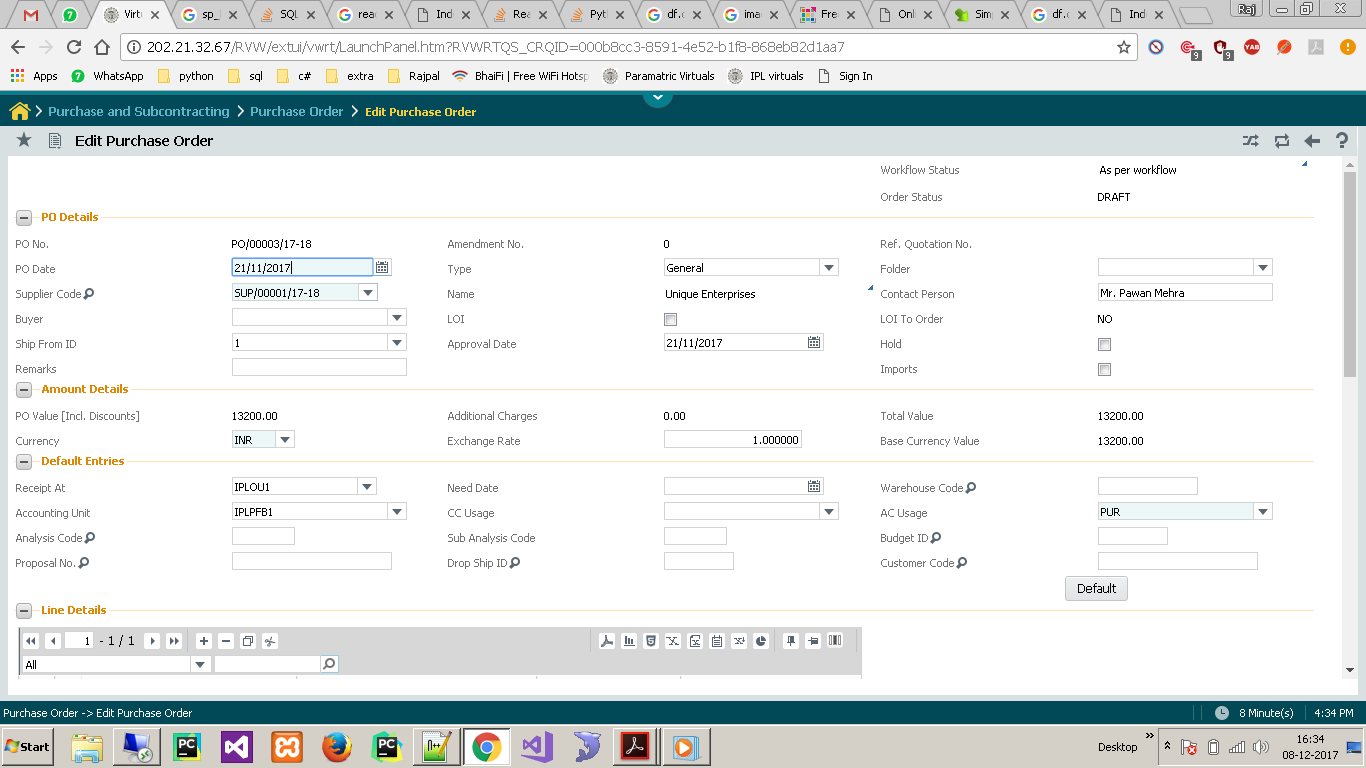 Virtu
sp_l
SQL
read
Ind
Rea
Pyth
df.c
ima
Fre
Onli
Sim
df.c
Ind
Raj
202.21.32.67/RVW/extui/vwrt/LaunchPanel.htm?RVWRTQS_CRQID=000b8cc3-8591-4e52-b1f8-868eb82d1aa7
9 9 YAB
Apps WhatsApp python sql c# extra Rajpal BhaiFi | Free WiFi Hotsp Paramatric Virtuals IPL virtuals Sign In
Purchase and Subcontracting Purchase Order Edit Purchase Order
Edit Purchase Order
Workflow Status As per workflow
Order Status DRAFT
PO Details
PO No. PO/00003/17-18 Amendment No. 0 Ref. Quotation No.
PO Date 21/11/2017 Type General Folder
Supplier Code SUP/00001/17-18 Name Unique Enterprises Contact Person Mr. Pawan Mehra
Buyer LOI LOI To Order NO
Ship From ID 1 Approval Date 21/11/2017 Hold
Remarks Imports
Amount Details
PO Value [Incl. Discounts] 13200.00 Additional Charges 0.00 Total Value 13200.00
Currency INR Exchange Rate 1.000000 Base Currency Value 13200.00
Default Entries
Receipt At IPLOU1 Need Date Warehouse Code
Accounting Unit IPLPFB1 CC Usage AC Usage PUR
Analysis Code Sub Analysis Code Budget ID
Proposal No. Drop Ship ID Customer Code
Default
Line Details
1 - 1 / 1
All
Purchase Order -> Edit Purchase Order 8 Minute(s) 4:34 PM
Start Desktop 16:34
08-12-2017